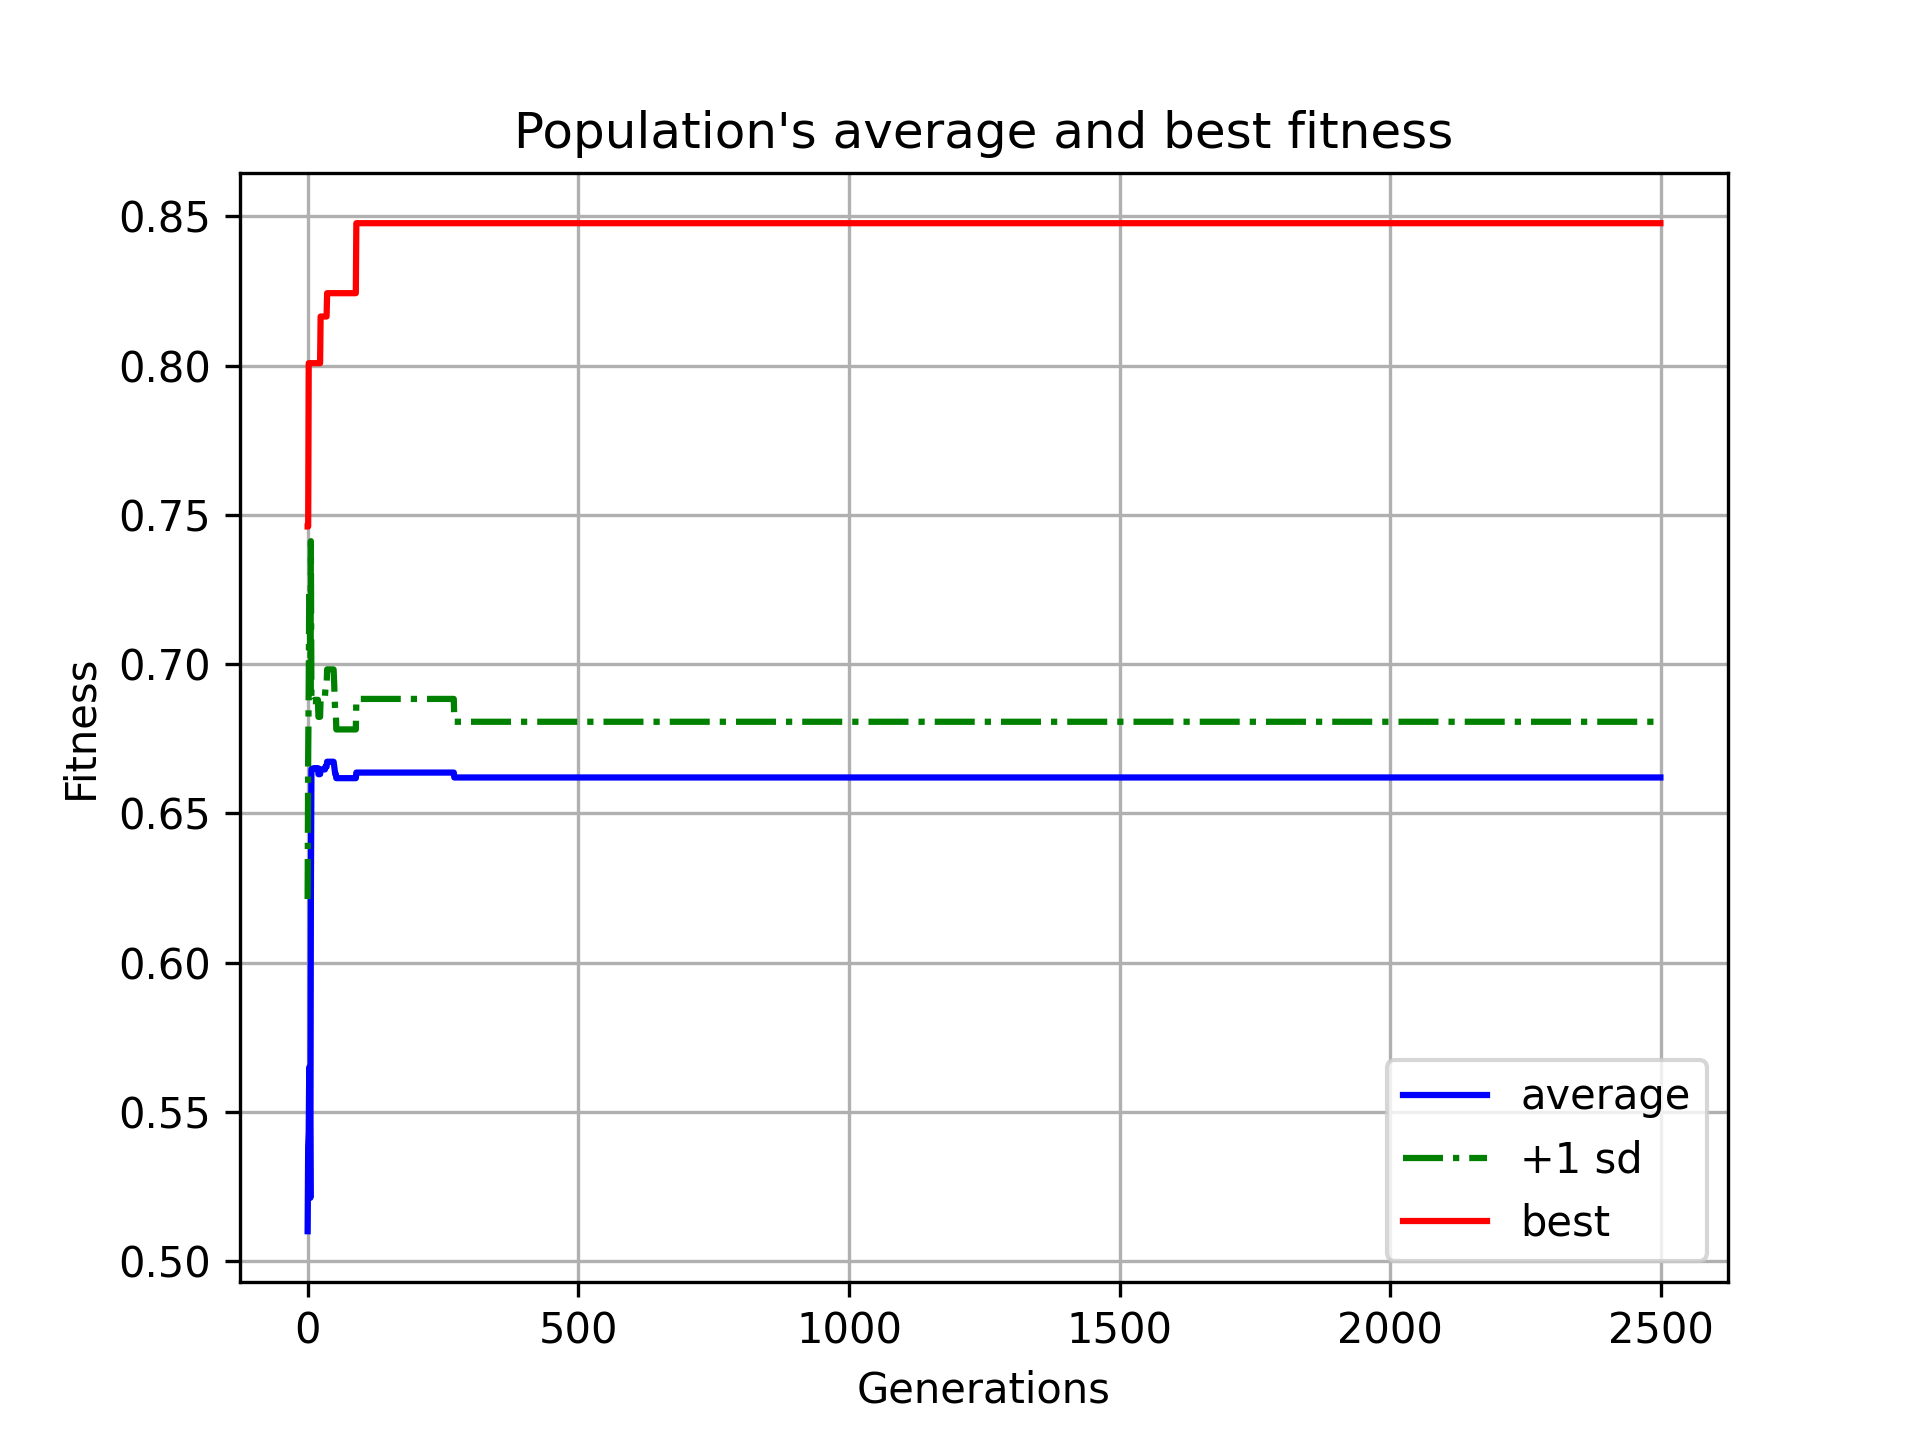 Population's average and best fitness
Fitness
0.85
0.80
0.75
0.70
0.65
0.60
0.55
0.50
average
+1 sd
best
0 500 1000 1500 2000 2500
Generations